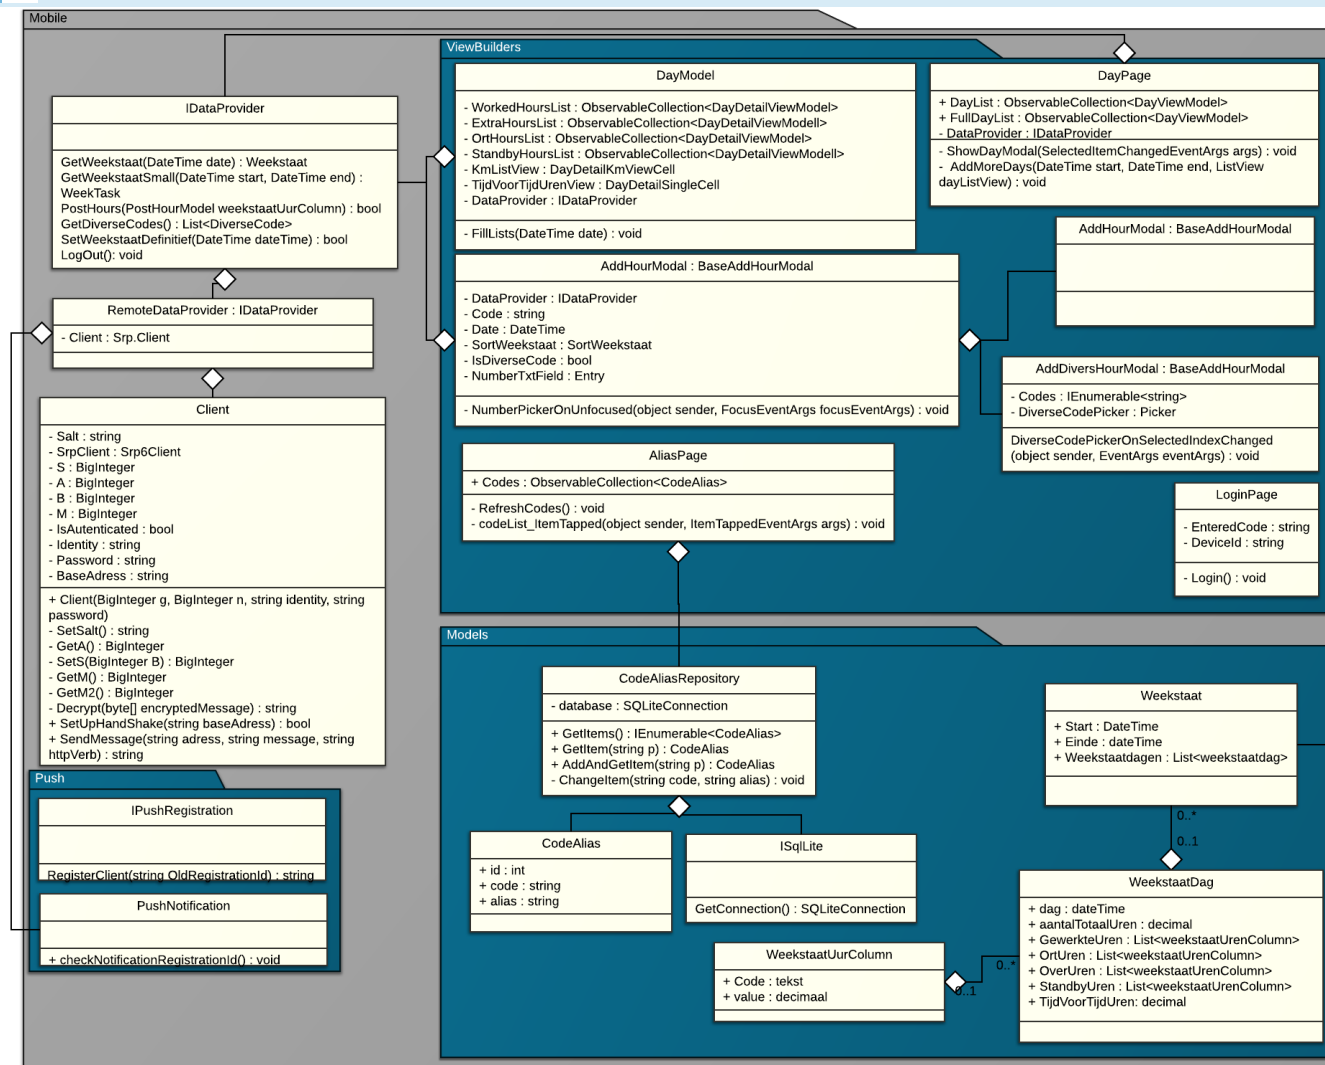 Mobile
IDataProvider
GetWeekstaat(DateTime date) : Weekstaat
GetWeekstaatSmall(DateTime start, DateTime end) :
WeekTask
PostHours(PostHourModel weekstaatUurColumn) : bool
GetDiverseCodes() : List<DiverseCode>
SetWeekstaatDefinitief(DateTime dateTime) : bool
LogOut(): void
RemoteDataProvider : IDataProvider
- Client : Srp.Client
Client
- Salt : string
- SrpClient : Srp6Client
- S : BigInteger
- A : BigInteger
- B : BigInteger
- M : BigInteger
- IsAutenticated : bool
- Identity : string
- Password : string
- BaseAdress : string
+ Client(BigInteger g, BigInteger n, string identity, string
password)
- SetSalt() : string
- GetA() : BigInteger
- SetS(BigInteger B) : BigInteger
- GetM() : BigInteger
- GetM2() : BigInteger
- Decrypt(byte[] encryptedMessage) : string
+ SetUpHandShake(string baseAdress) : bool
+ SendMessage(string adress, string message, string
httpVerb) : string
Push
IPushRegistration
RegisterClient(string OldRegistrationId) : string
PushNotification
+ checkNotificationRegistrationId() : void
ViewBuilders
DayModel
- WorkedHoursList : ObservableCollection<DayDetailViewModel>
- ExtraHoursList : ObservableCollection<DayDetailViewModell>
- OrtHoursList : ObservableCollection<DayDetailViewModel>
- StandbyHoursList : ObservableCollection<DayDetailViewModell>
- KmListView : DayDetailKmViewCell
- TijdVoorTijdUrenView : DayDetailSingleCell
- DataProvider : IDataProvider
- FillLists(DateTime date) : void
DayPage
+ DayList : ObservableCollection<DayViewModel>
+ FullDayList : ObservableCollection<DayViewModel>
- DataProvider : IDataProvider
- ShowDayModal(SelectedItemChangedEventArgs args) : void
- AddMoreDays(DateTime start, DateTime end, ListView
dayListView) : void
AddHourModal : BaseAddHourModal
- DataProvider : IDataProvider
- Code : string
- Date : DateTime
- SortWeekstaat : SortWeekstaat
- IsDiverseCode : bool
- NumberTxtField : Entry
- NumberPickerOnUnfocused(object sender, FocusEventArgs focusEventArgs) : void
AddHourModal : BaseAddHourModal
AddDiversHourModal : BaseAddHourModal
- Codes : IEnumerable<string>
- DiverseCodePicker : Picker
DiverseCodePickerOnSelectedIndexChanged
(object sender, EventArgs eventArgs) : void
AliasPage
+ Codes : ObservableCollection<CodeAlias>
- RefreshCodes() : void
- codeList_ItemTapped(object sender, ItemTappedEventArgs args) : void
LoginPage
- EnteredCode : string
- DeviceId : string
- Login() : void
Models
CodeAliasRepository
- database : SQLiteConnection
+ GetItems() : IEnumerable<CodeAlias>
+ GetItem(string p) : CodeAlias
+ AddAndGetItem(string p) : CodeAlias
- ChangeItem(string code, string alias) : void
CodeAlias
+ id : int
+ code : string
+ alias : string
ISqlLite
GetConnection() : SQLiteConnection
Weekstaat
+ Start : DateTime
+ Einde : dateTime
+ Weekstaatdagen : List<weekstaatdag>
0..*
0..1
WeekstaatDag
+ dag : dateTime
+ aantalTotaalUren : decimal
+ GewerkteUren : List<weekstaatUrenColumn>
+ OrtUren : List<weekstaatUrenColumn>
+ OverUren : List<weekstaatUrenColumn>
+ StandbyUren : List<weekstaatUrenColumn>
+ TijdVoorTijdUren: decimal
WeekstaatUurColumn
+ Code : tekst
+ value : decimaal
0..*
0..1